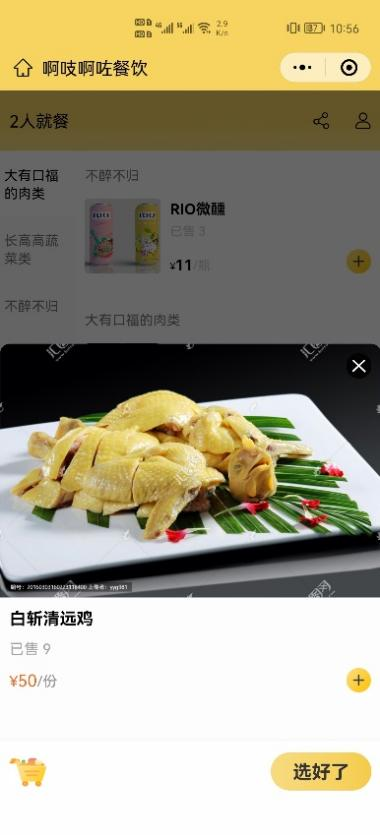 2.9
K/s
87
10:56
啊吱啊咗餐饮
2人就餐
大有口福
的肉类
长高高蔬
菜类
不醉不归
不醉不归
RIO微醺
已售 3
¥11/瓶
大有口福的肉类
白斩清远鸡
已售 9
¥50/份
选好了